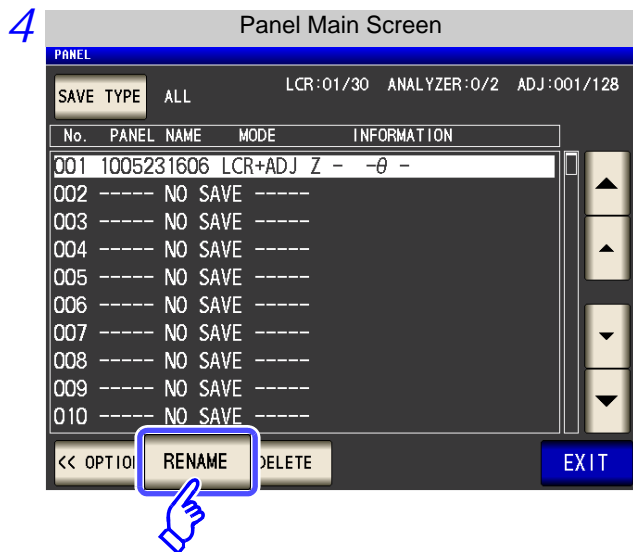 4
Panel Main Screen
PANEL
SAVE TYPE ALL LCR:01/30 ANALYZER:0/2 ADJ:001/128
No. PANEL NAME MODE INFORMATION
001 1005231606 LCR+ADJ Z - -θ -
002 ----- NO SAVE -----
003 ----- NO SAVE -----
004 ----- NO SAVE -----
005 ----- NO SAVE -----
006 ----- NO SAVE -----
007 ----- NO SAVE -----
008 ----- NO SAVE -----
009 ----- NO SAVE -----
010 ----- NO SAVE -----
<< OPTIO RENAME DELETE EXIT